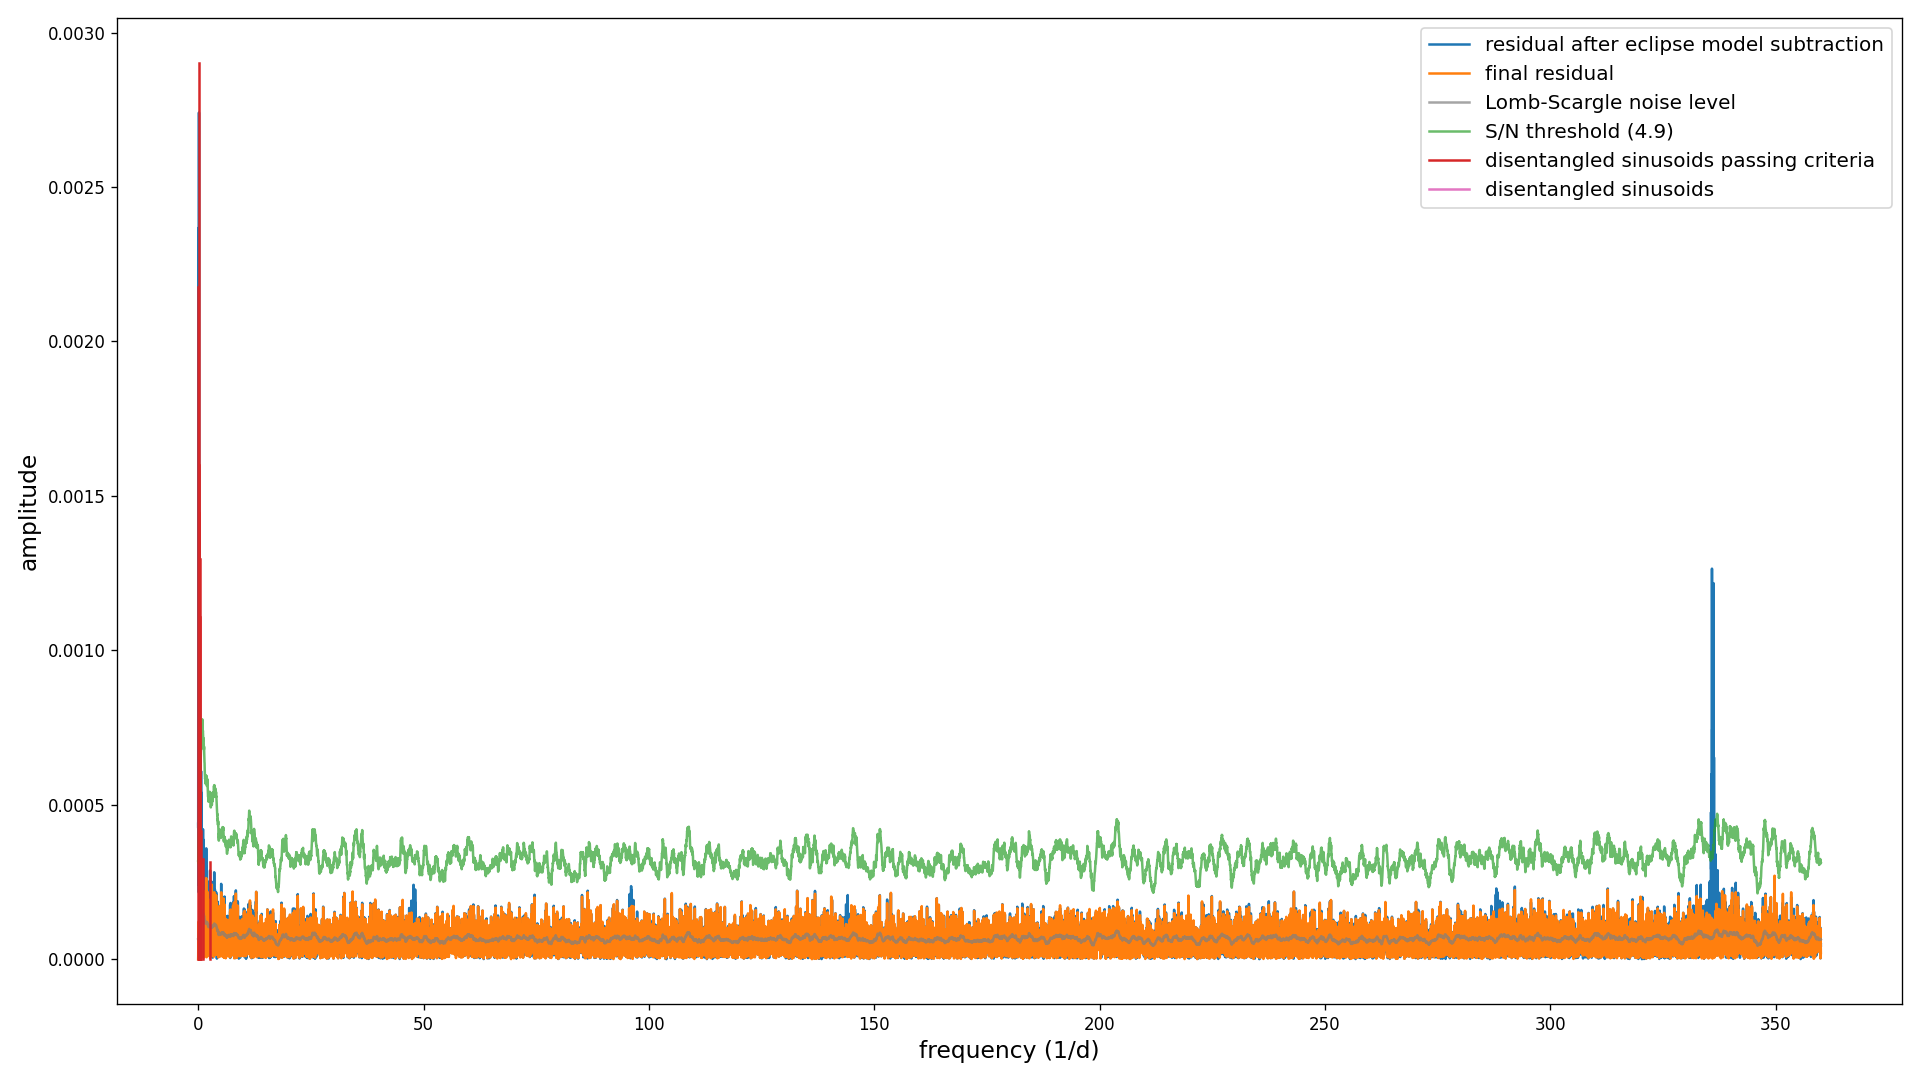 residual after eclipse model subtraction
final residual
Lomb-Scargle noise level
S/N threshold (4.9)
disentangled sinusoids passing criteria
disentangled sinusoids
0.0030
0.0025
0.0020
0.0015
0.0010
0.0005
0.0000
amplitude
0 50 100 150 200 250 300 350
frequency (1/d)